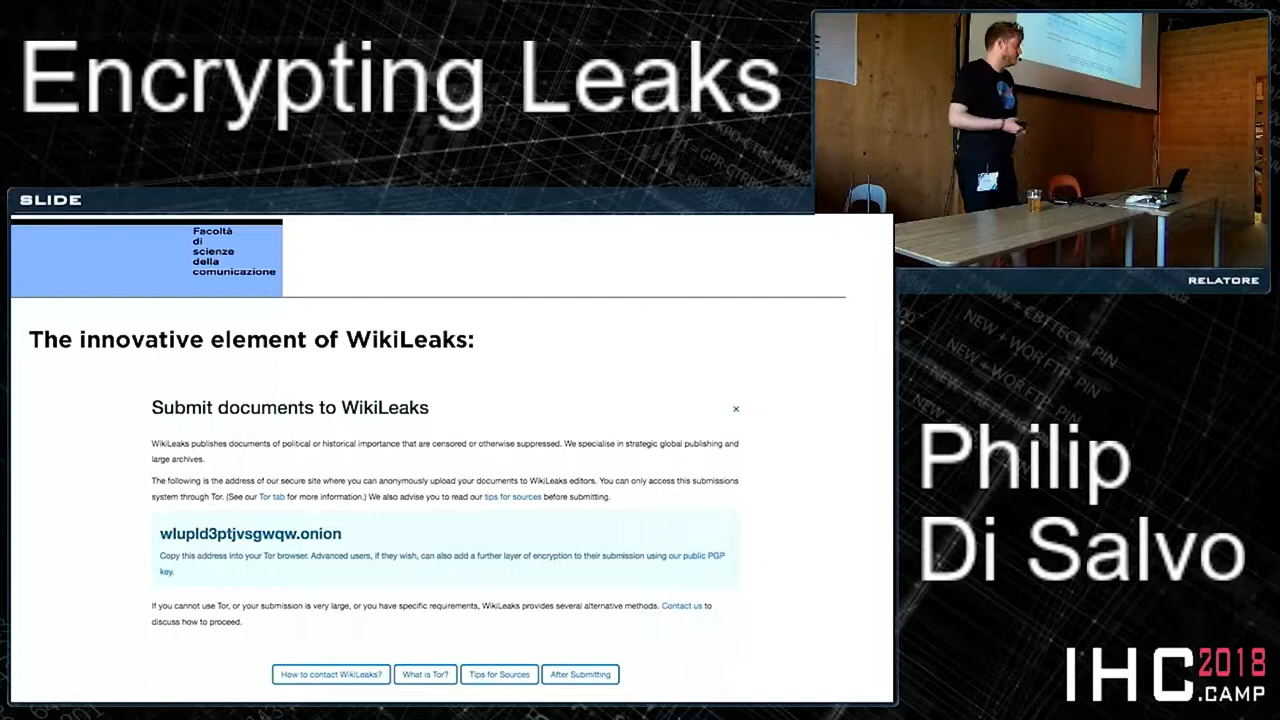 Encrypting Leaks
SLIDE
Facoltà
di
scienze
della
comunicazione
The innovative element of WikiLeaks:
Submit documents to WikiLeaks
×
WikiLeaks publishes documents of political or historical importance that are censored or otherwise suppressed. We specialise in strategic global publishing and
large archives.
The following is the address of our secure site where you can anonymously upload your documents to WikiLeaks editors. You can only access this submissions
system through Tor. (See our Tor tab for more information.) We also advise you to read our tips for sources before submitting.
wlupld3ptjvsgwqw.onion
Copy this address into your Tor browser. Advanced users, if they wish, can also add a further layer of encryption to their submission using our public PGP
key.
If you cannot use Tor, or your submission is very large, or you have specific requirements, WikiLeaks provides several alternative methods. Contact us to
discuss how to proceed.
How to contact WikiLeaks?
What is Tor?
Tips for Sources
After Submitting
RELATORE
Philip
Di Salvo
IHC 2018
.CAMP